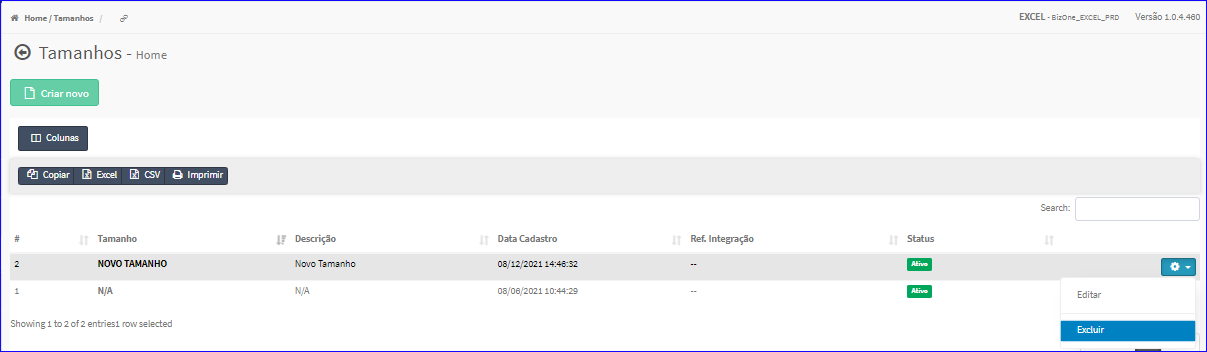 Home / Tamanhos /
EXCEL - BizOne_EXCEL_PRD Versão 1.0.4.460
Tamanhos - Home
Criar novo
Colunas
Copiar Excel CSV Imprimir
Search:
# Tamanho Descrição Data Cadastro Ref. Integração Status
2 NOVO TAMANHO Novo Tamanho 08/12/2021 14:46:32 -- Ativo
1 N/A N/A 08/06/2021 10:44:29 -- Ativo
Editar
Showing 1 to 2 of 2 entries1 row selected
Excluir